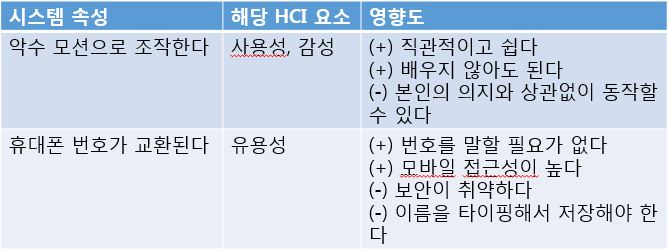 시스템 속성
해당 HCI 요소
영향도
악수 모션으로 조작한다
사용성, 감성
(+) 직관적이고 쉽다
(+) 배우지 않아도 된다
(-) 본인의 의지와 상관없이 동작할
수 있다
휴대폰 번호가 교환된다
유용성
(+) 번호를 말할 필요가 없다
(+) 모바일 접근성이 높다
(-) 보안이 취약하다
(-) 이름을 타이핑해서 저장해야 한
다